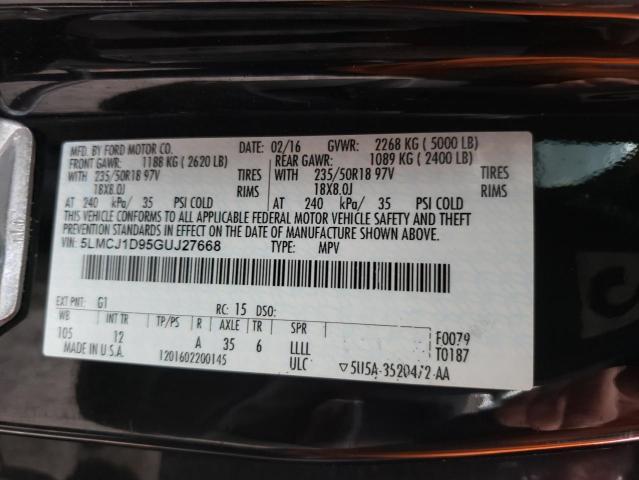 MFD. BY FORD MOTOR CO. 02/16 GVWR: 2268 KG ( 5000 LB)
FRONT GAWR: 1188 KG ( 2620 LB) REAR GAWR: 1089 KG ( 2400 LB)
WITH 235/50R18 97V TIRES WITH 235/50R18 97V TIRES
18X8.0J RIMS 18X8.0J RIMS
AT 240 kPa/ 35 PSI COLD AT 240 kPa/ 35 PSI COLD
THIS VEHICLE CONFORMS TO ALL APPLICABLE FEDERAL MOTOR VEHICLE SAFETY AND THEFT
PREVENTION STANDARDS IN EFFECT ON THE DATE OF MANUFACTURE SHOWN ABOVE.
VIN: 5LMCJ1D95GUJ27668 TYPE: MPV
EXT PNT: G1 RC: 15 DSO:
WB INT TR TP/PS R AXLE TR SPR F0079
105 12 A 35 6 LLLL T0187
MADE IN U.S.A. 1201602200145 ULC 5U5A-3520472-AA